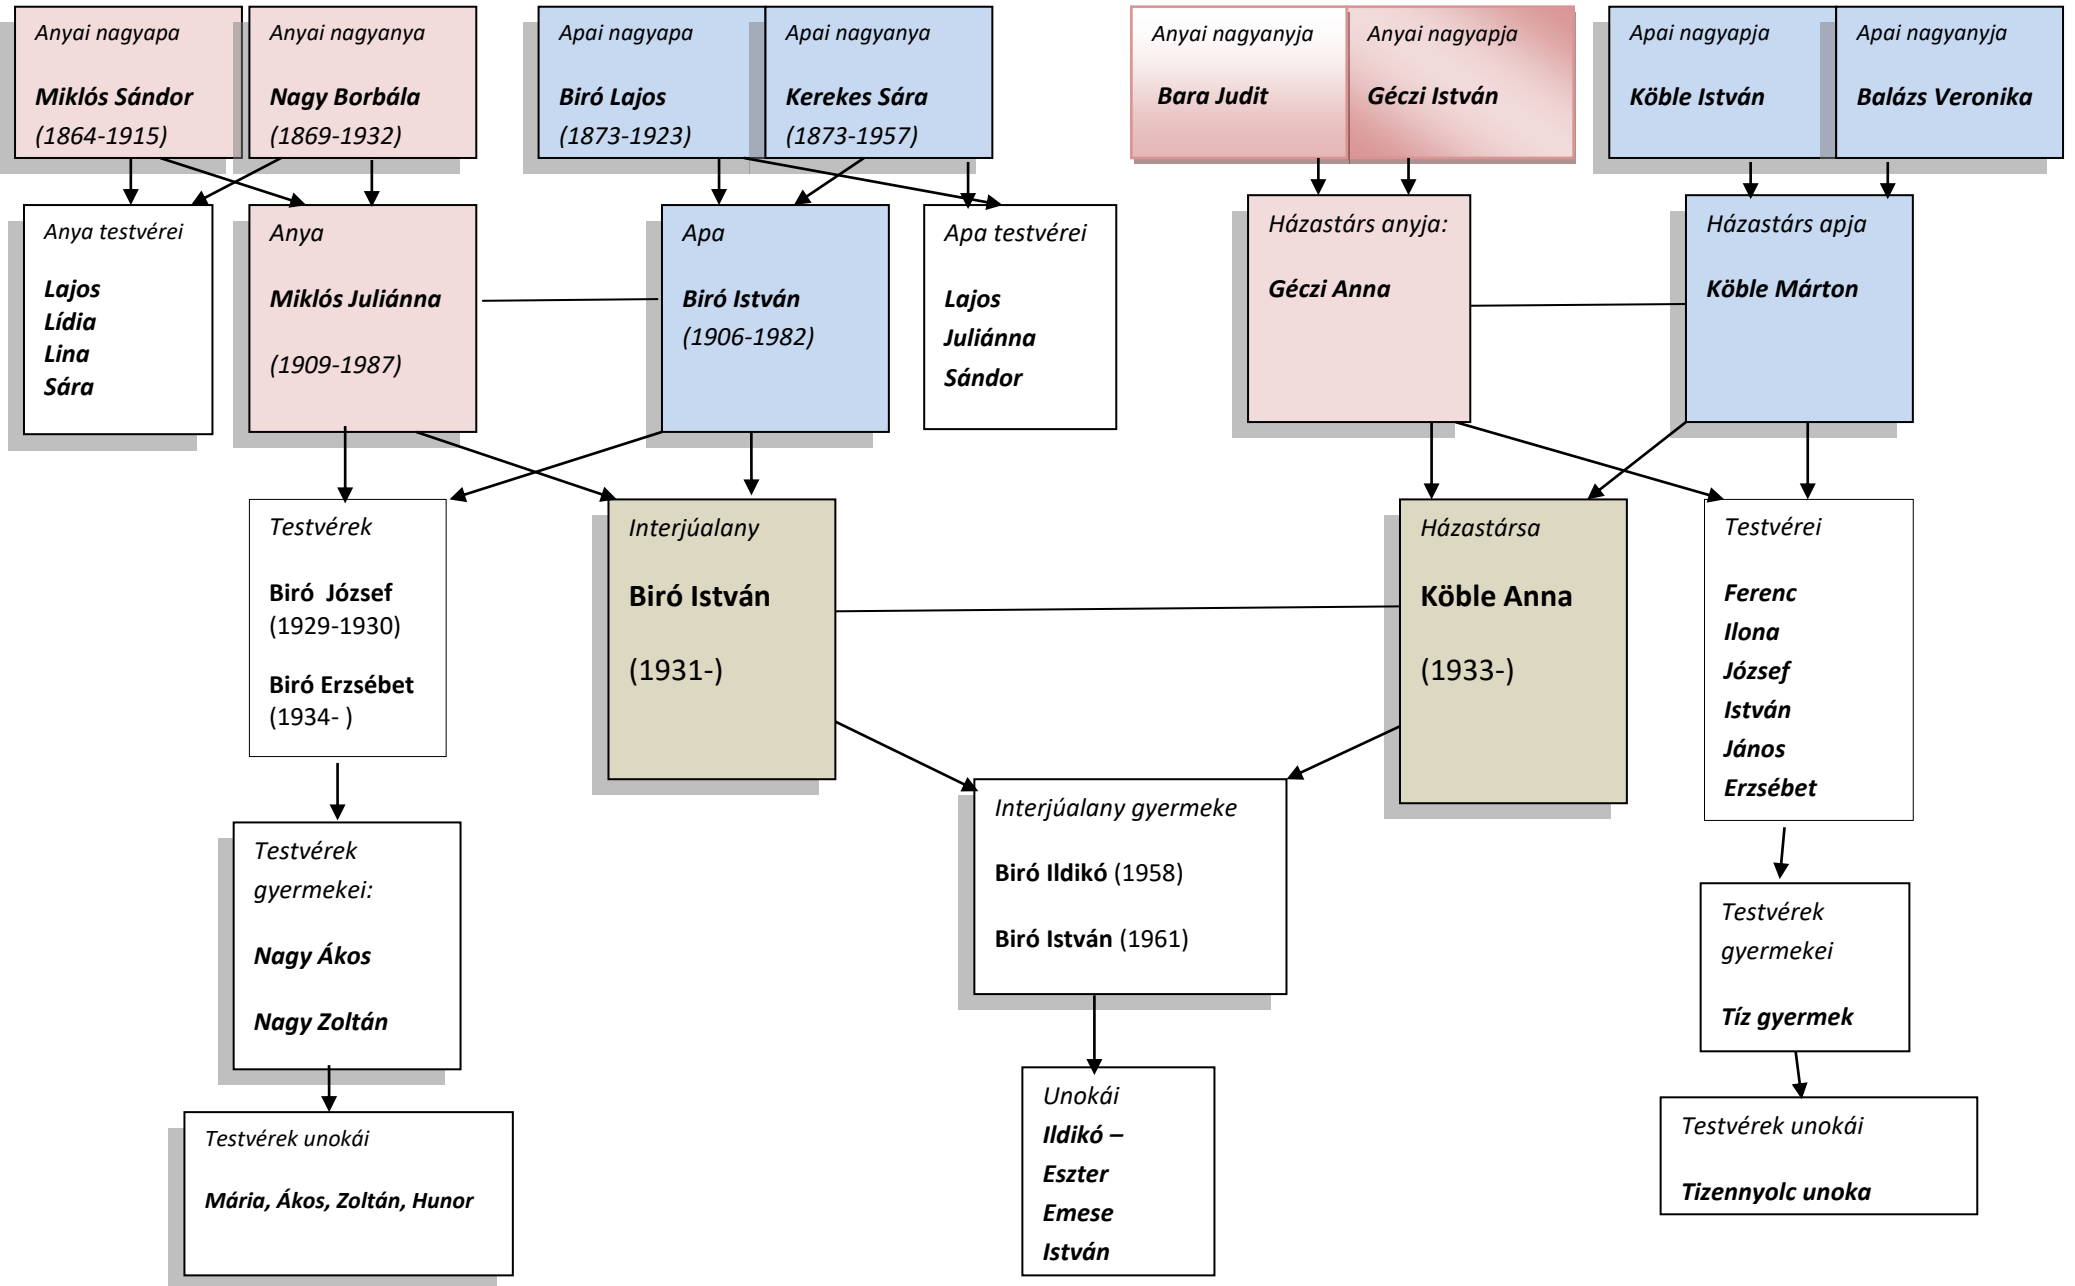 Anyai nagyapa
Miklós Sándor
(1864-1915)
Anyai nagyanya
Nagy Borbála
(1869-1932)
Apai nagyapa
Biró Lajos
(1873-1923)
Apai nagyanya
Kerekes Sára
(1873-1957)
Anyai nagyanyja
Bara Judit
Anyai nagyapja
Géczi István
Apai nagyapja
Köble István
Apai nagyanyja
Balázs Veronika
Anya testvérei
Lajos
Lídia
Lina
Sára
Anya
Miklós Juliánna
(1909-1987)
Apa
Biró István
(1906-1982)
Apa testvérei
Lajos
Juliánna
Sándor
Házastárs anyja:
Géczi Anna
Házastárs apja
Köble Márton
Testvérek
Biró József
(1929-1930)
Biró Erzsébet
(1934- )
Interjúalany
Biró István
(1931-)
Házastársa
Köble Anna
(1933-)
Testvérei
Ferenc
Ilona
József
István
János
Erzsébet
Testvérek
gyermekei:
Nagy Ákos
Nagy Zoltán
Interjúalany gyermeke
Biró Ildikó (1958)
Biró István (1961)
Testvérek
gyermekei
Tíz gyermek
Testvérek unokái
Mária, Ákos, Zoltán, Hunor
Unokái
Ildikó –
Eszter
Emese
István
Testvérek unokái
Tizennyolc unoka